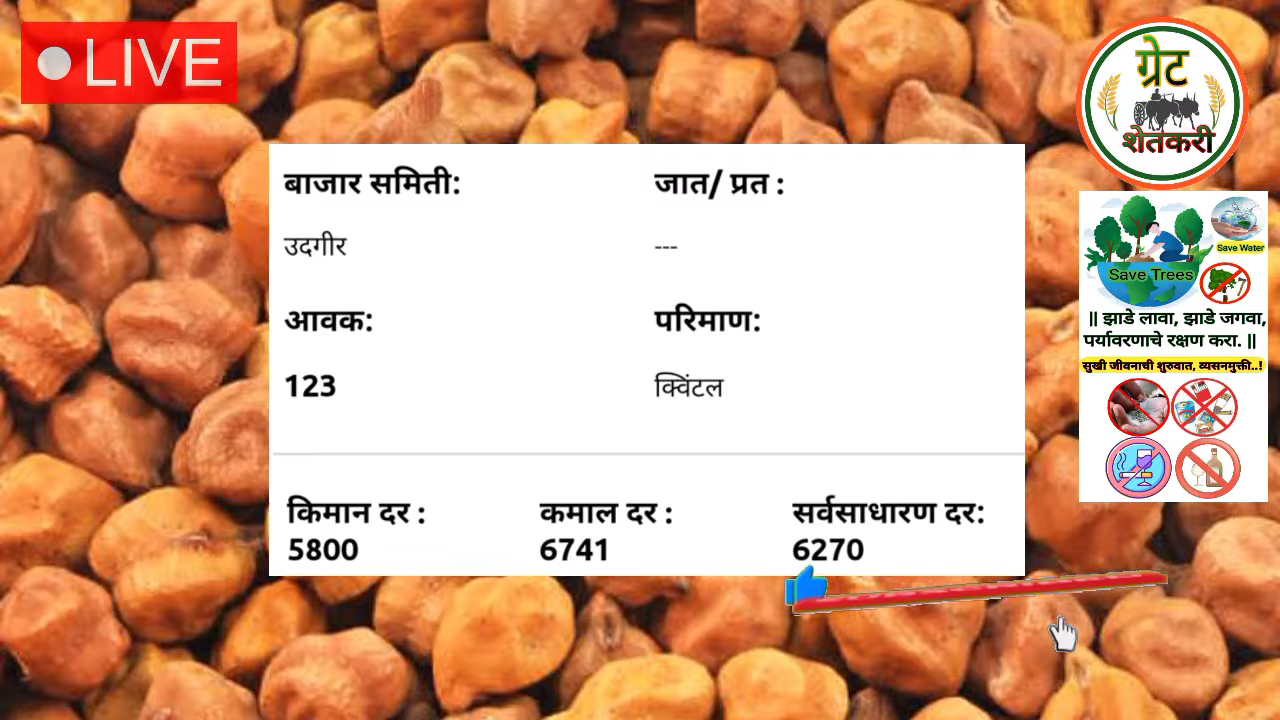 LIVE
ग्रेट
शेतकरी
बाजार समिती:
जात/ प्रत :
उदगीर
---
आवक:
परिमाण:
123
क्विंटल
किमान दर :
कमाल दर :
सर्वसाधारण दर:
5800
6741
6270
Save Water
Save Trees
|| झाडे लावा, झाडे जगवा,
पर्यावरणाचे रक्षण करा. ||
सुखी जीवनाची शुरुवात, व्यसनमुक्ती..!